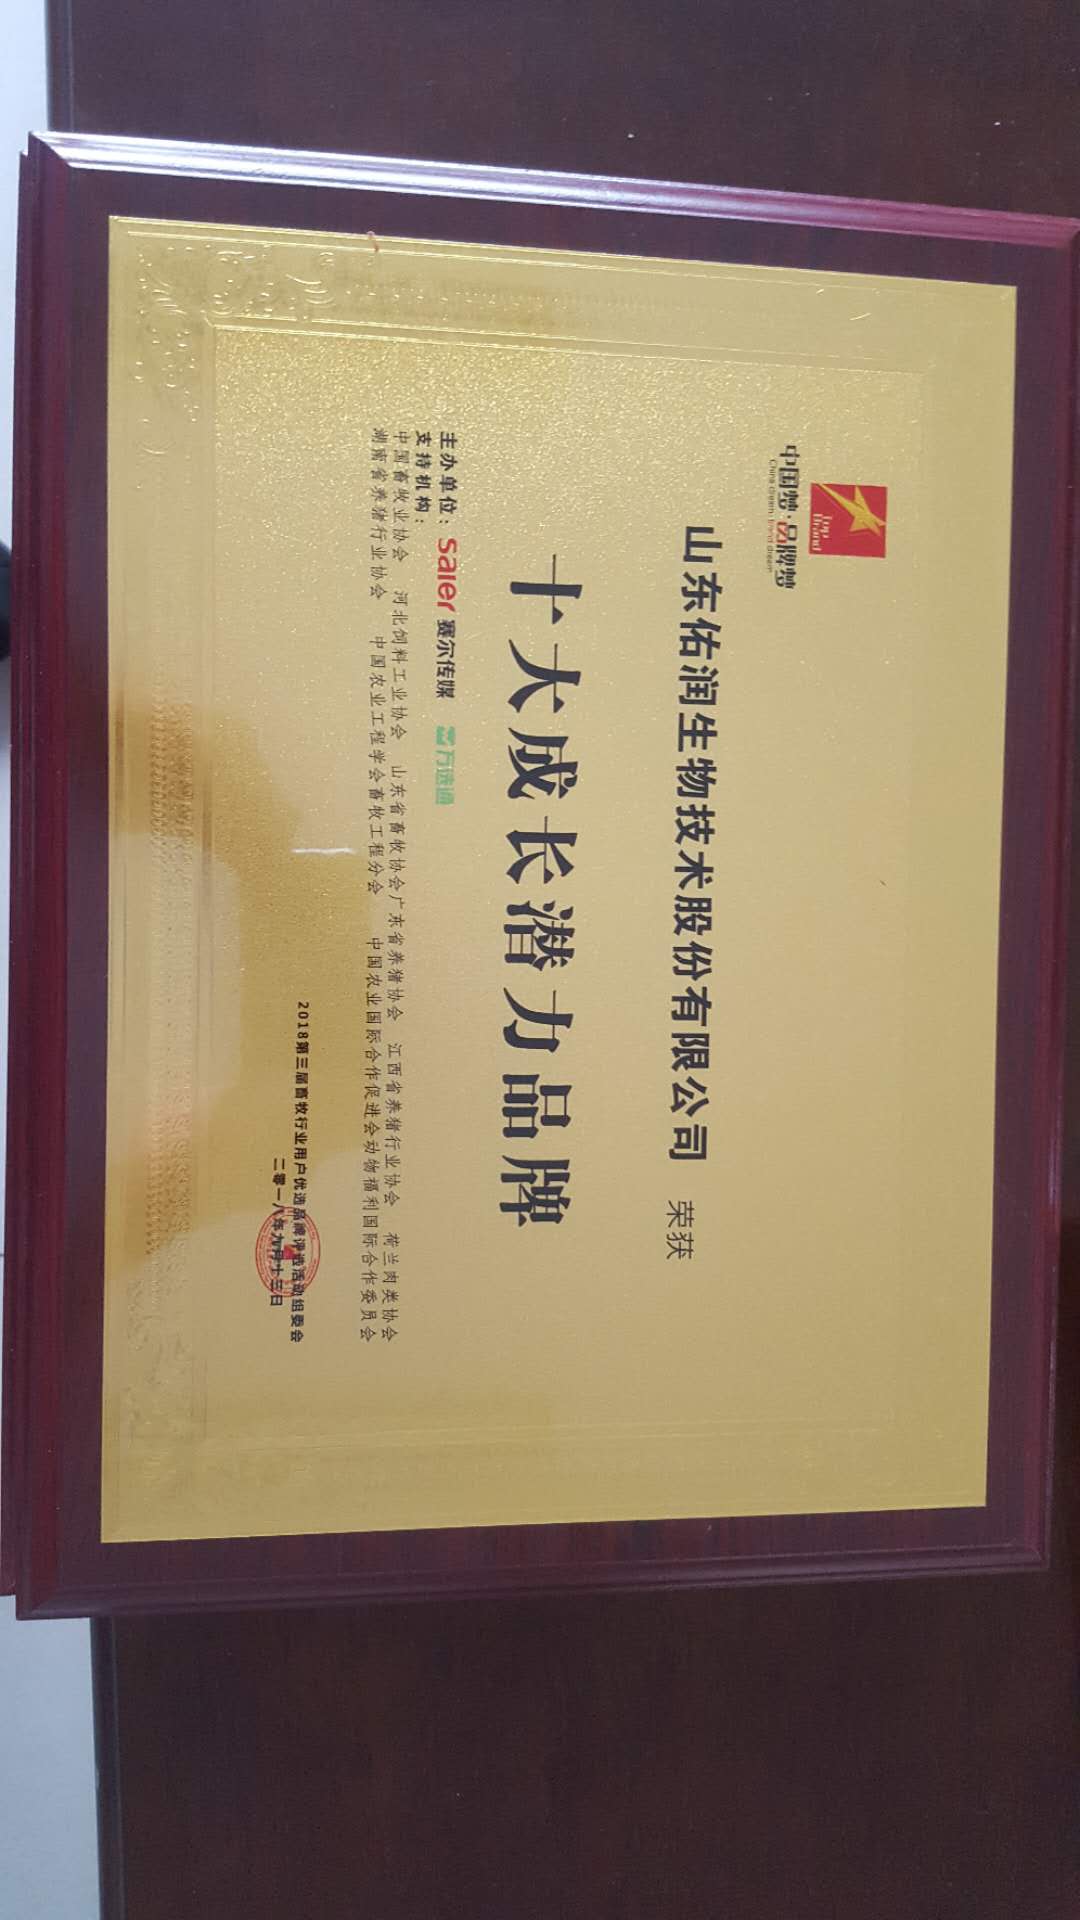 Top
Brand
中国梦·品牌梦
China dream brand dream
山东佑润生物技术股份有限公司 荣获
十大成长潜力品牌
主办单位: Saier 赛尔传媒 万选通
支持机构:
中国畜牧业协会 河北饲料工业协会 山东省畜牧协会广东省养猪协会 江西省养猪行业协会 荷兰肉类协会
湖南省养猪行业协会 中国农业工程学会畜牧工程分会 中国农业国际合作促进会动物福利国际合作委员会
2018第三届畜牧行业用户优选品牌评选活动组委会
二零一八年九月十三日